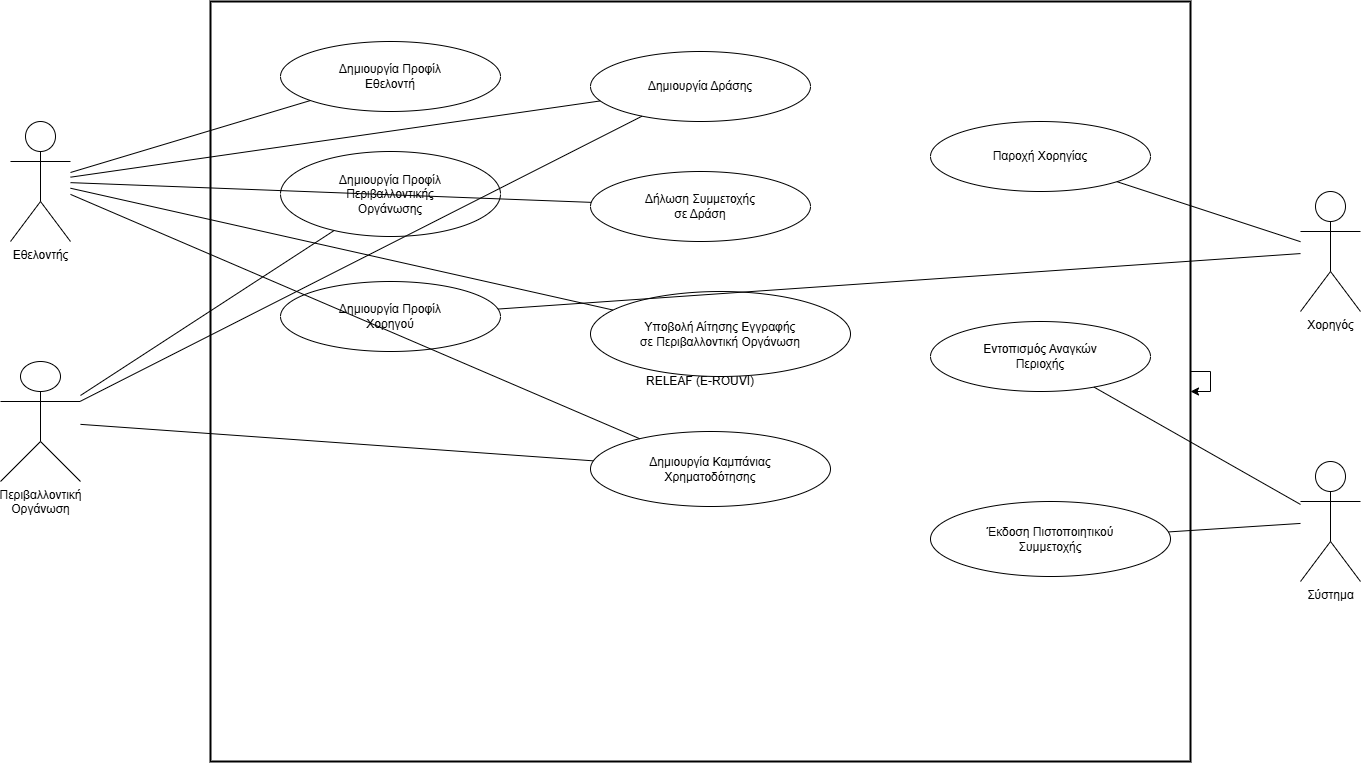 Δημιουργία Προφίλ
Εθελοντή
Δημιουργία Δράσης
Παροχή Χορηγίας
Δημιουργία Προφίλ
Περιβαλλοντικής
Οργάνωσης
Δήλωση Συμμετοχής
σε Δράση
Εθελοντής
Δημιουργία Προφίλ
Χορηγού
Υποβολή Αίτησης Εγγραφής
σε Περιβαλλοντική Οργάνωση
Χορηγός
Εντοπισμός Αναγκών
Περιοχής
RELEAF (E-ROUVI)
Δημιουργία Καμπάνιας
Χρηματοδότησης
Περιβαλλοντική
Οργάνωση
Έκδοση Πιστοποιητικού
Συμμετοχής
Σύστημα